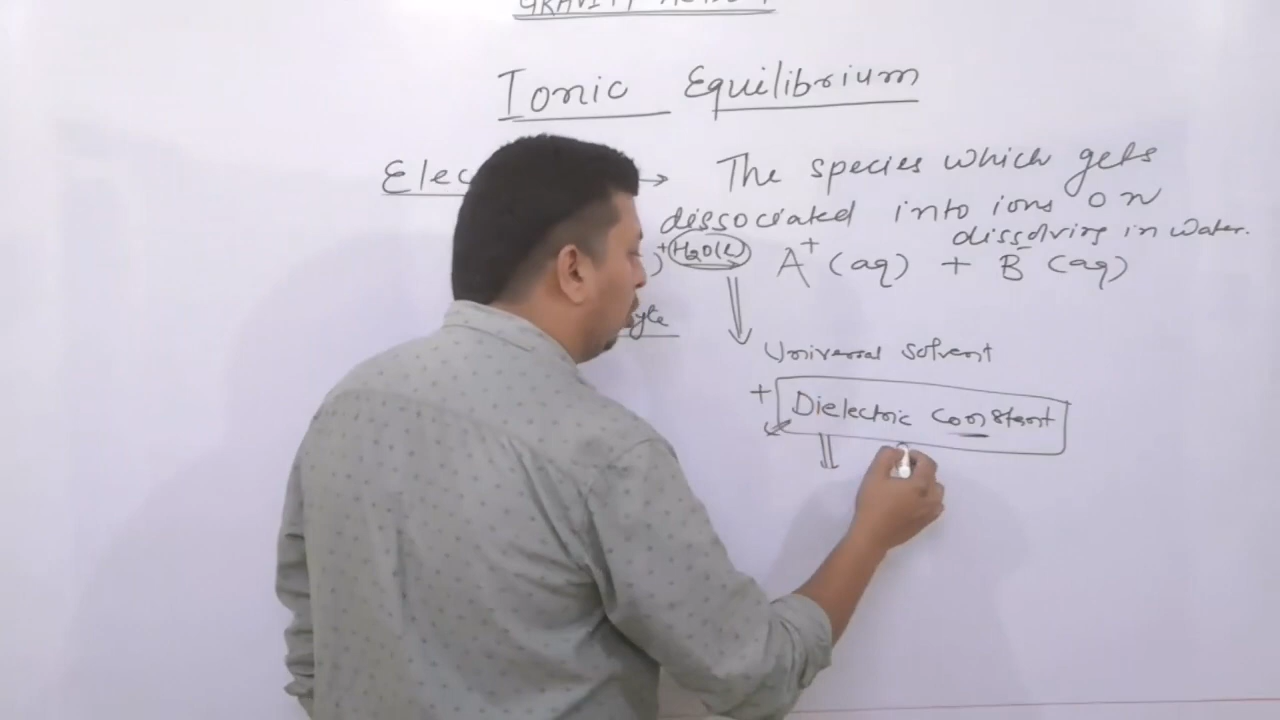 Ionic Equilibrium
Elec → The species which gets
dissociated into ions on
dissolving in water.
) + H2O(l) A+ (aq) + B- (aq)
yte
Universal Solvent
+ Dielectric Constant